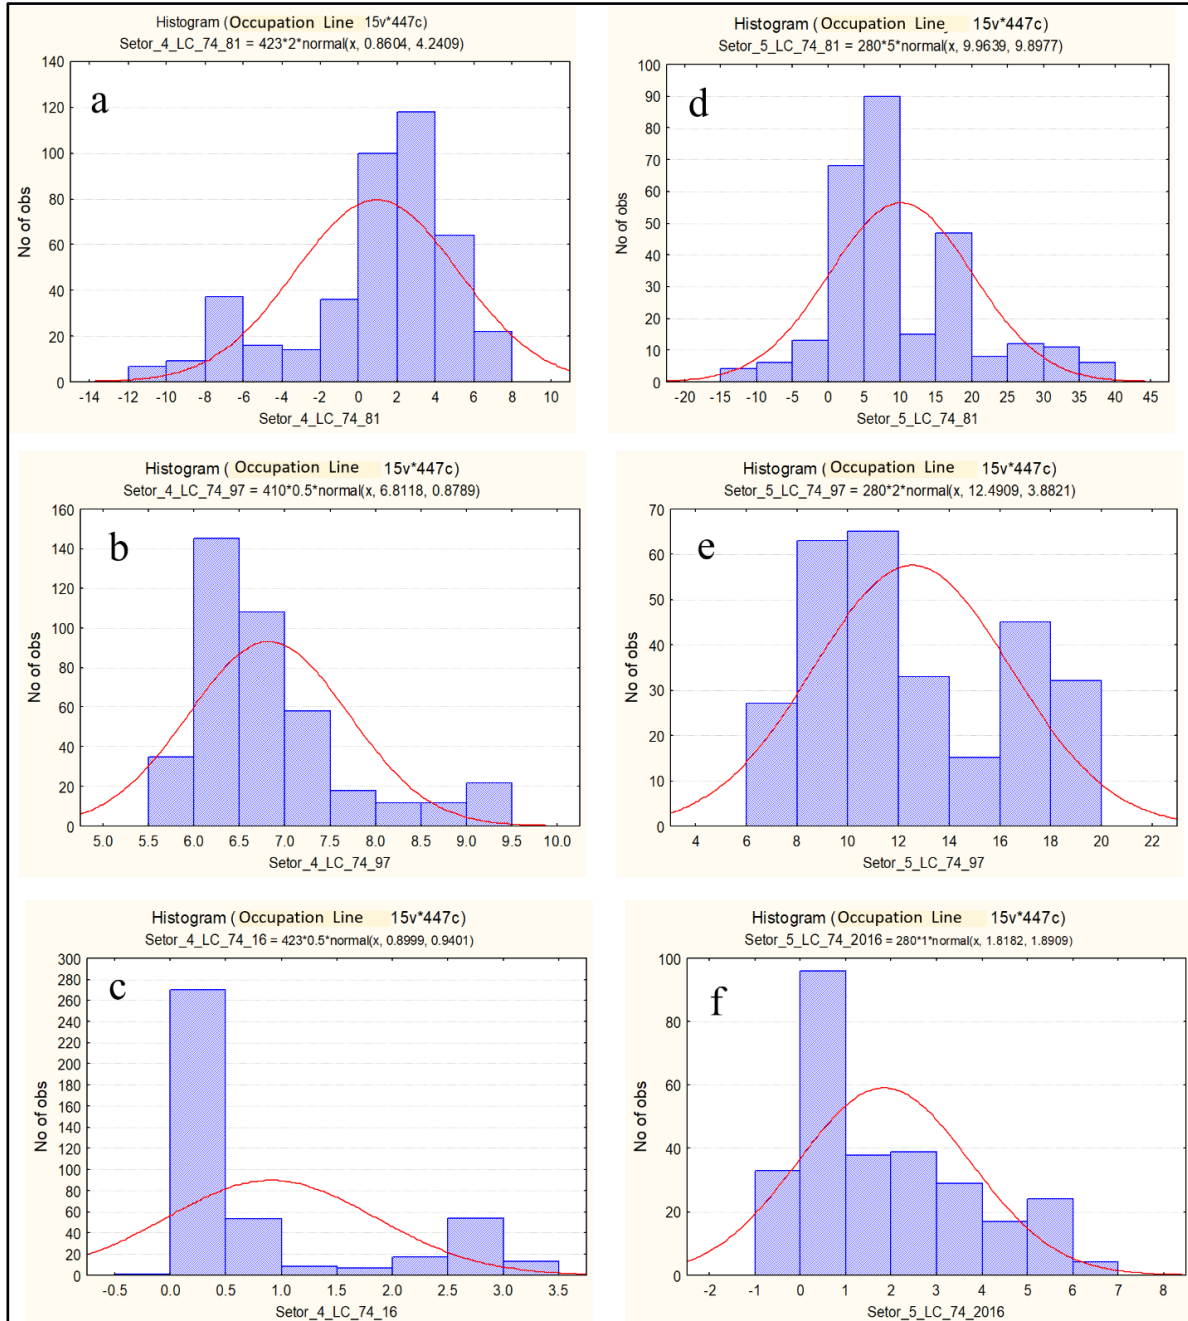 Histogram (Occupation Line 15v*447c)
Setor_4_LC_74_81 = 423*2*normal(x, 0.8604, 4.2409)
a
No of obs
140
120
100
80
60
40
20
0
-14 -12 -10 -8 -6 -4 -2 0 2 4 6 8 10
Setor_4_LC_74_81
Histogram (Occupation Line 15v*447c)
Setor_5_LC_74_81 = 280*5*normal(x, 9.9639, 9.8977)
d
No of obs
100
90
80
70
60
50
40
30
20
10
0
-20 -15 -10 -5 0 5 10 15 20 25 30 35 40 45
Setor_5_LC_74_81
Histogram (Occupation Line 15v*447c)
Setor_4_LC_74_97 = 410*0.5*normal(x, 6.8118, 0.8789)
b
No of obs
160
140
120
100
80
60
40
20
0
5.0 5.5 6.0 6.5 7.0 7.5 8.0 8.5 9.0 9.5 10.0
Setor_4_LC_74_97
Histogram (Occupation Line 15v*447c)
Setor_5_LC_74_97 = 280*2*normal(x, 12.4909, 3.8821)
e
No of obs
70
60
50
40
30
20
10
0
4 6 8 10 12 14 16 18 20 22
Setor_5_LC_74_97
Histogram (Occupation Line 15v*447c)
Setor_4_LC_74_16 = 423*0.5*normal(x, 0.8999, 0.9401)
c
No of obs
300
280
260
240
220
200
180
160
140
120
100
80
60
40
20
0
-0.5 0.0 0.5 1.0 1.5 2.0 2.5 3.0 3.5
Setor_4_LC_74_16
Histogram (Occupation Line 15v*447c)
Setor_5_LC_74_2016 = 280*1*normal(x, 1.8182, 1.8909)
f
No of obs
100
80
60
40
20
0
-2 -1 0 1 2 3 4 5 6 7 8
Setor_5_LC_74_2016